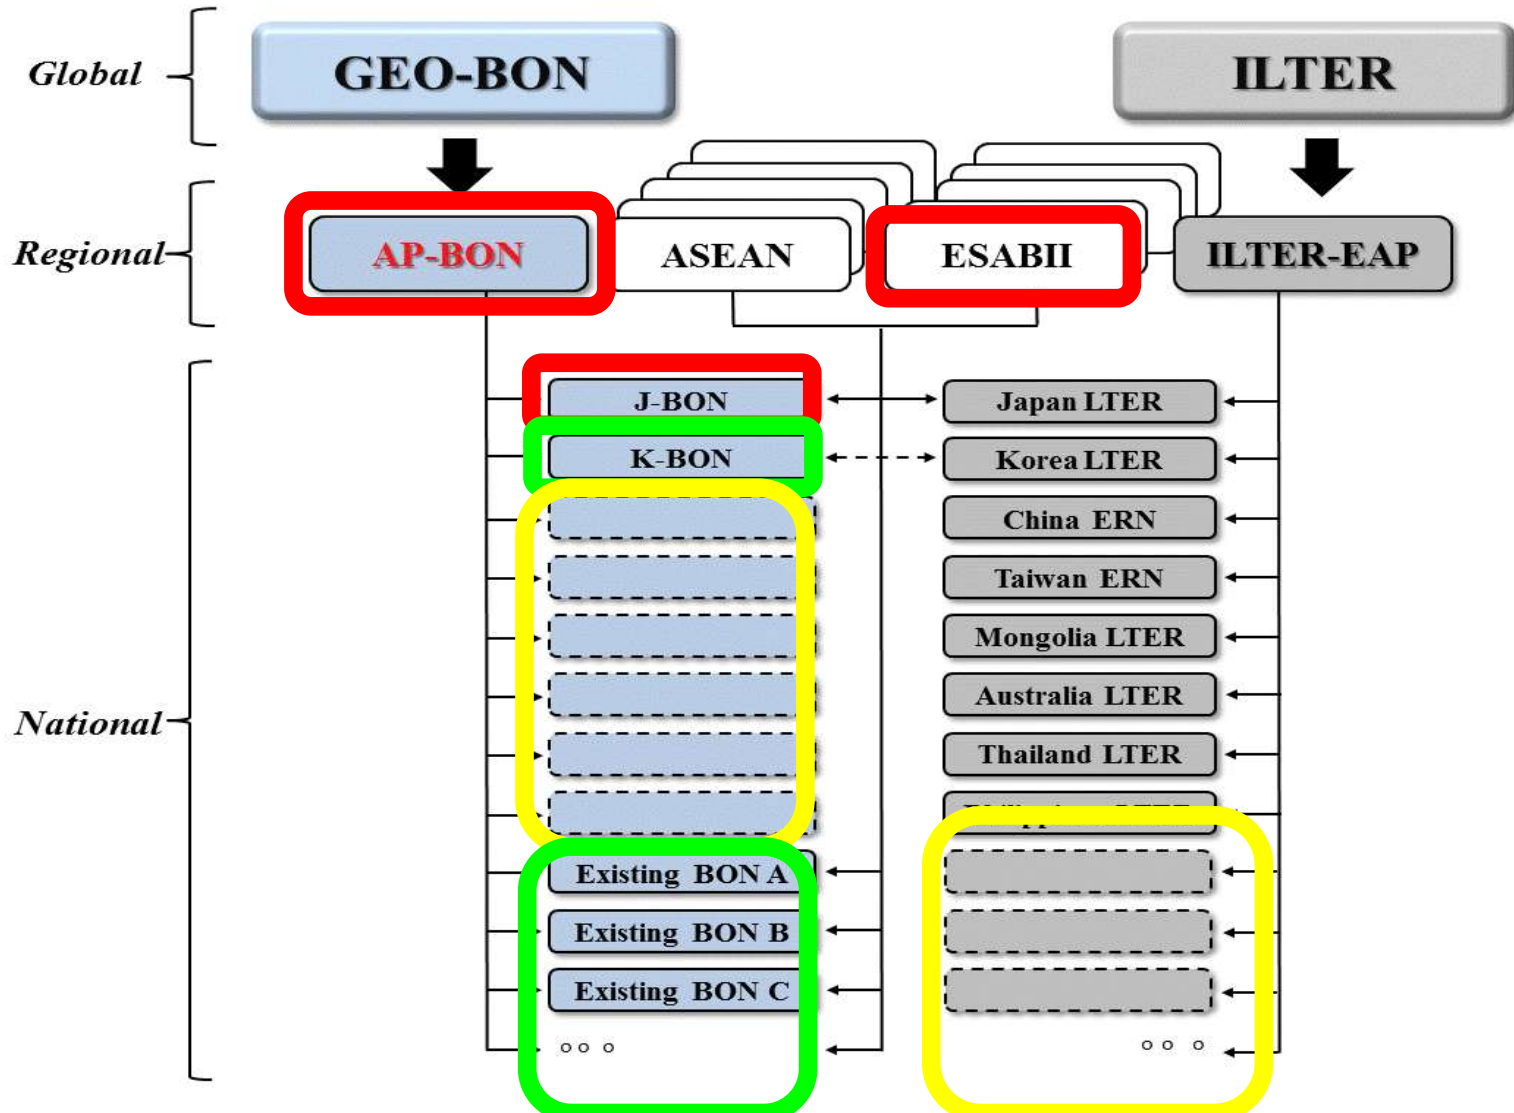 Global
GEO-BON
ILTER
Regional
AP-BON
ASEAN
ESABII
ILTER-EAP
National
J-BON
Japan LTER
K-BON
Korea LTER
China ERN
Taiwan ERN
Mongolia LTER
Australia LTER
Thailand LTER
Existing BON A
Existing BON B
Existing BON C